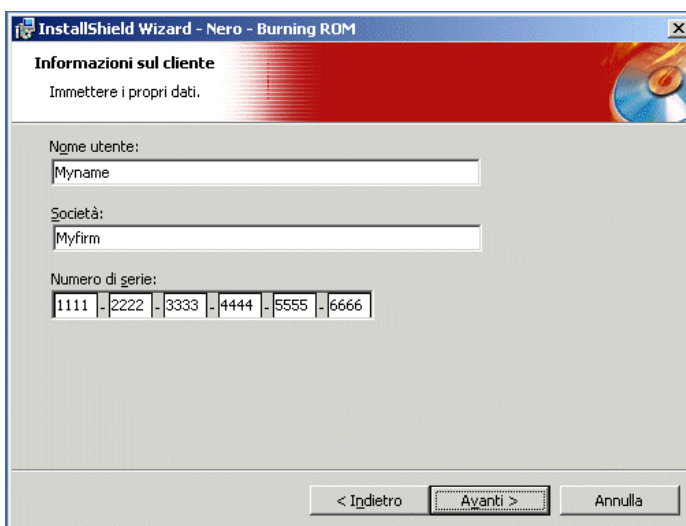 InstallShield Wizard - Nero - Burning ROM
Informazioni sul cliente
Immettere i propri dati.
Nome utente:
Myname
Società:
Myfirm
Numero di serie:
1111 - 2222 - 3333 - 4444 - 5555 - 6666
< Indietro Avanti > Annulla